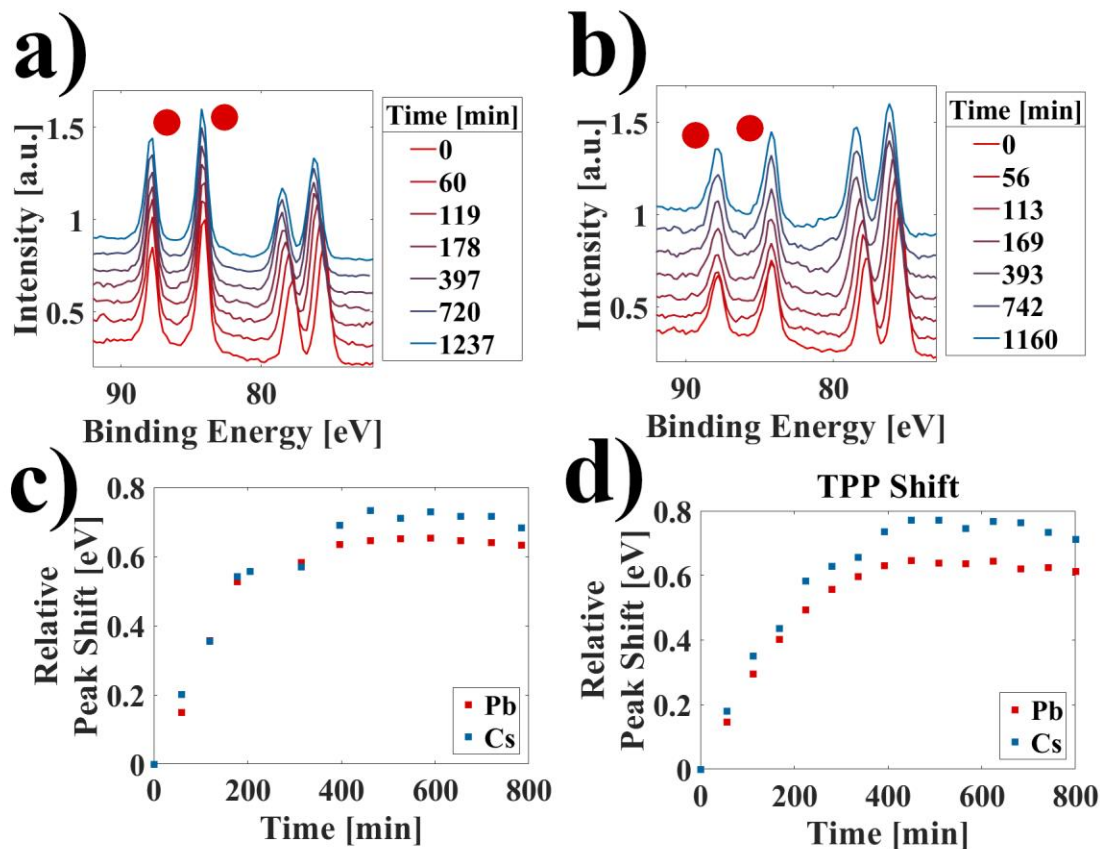 a)
Intensity [a.u.]
1.5
1
0.5
90 80
Binding Energy [eV]
Time [min]
0
60
119
178
397
720
1237
b)
Intensity [a.u.]
1.5
1
0.5
90 80
Binding Energy [eV]
Time [min]
0
56
113
169
393
742
1160
c)
Relative
Peak Shift [eV]
0.8
0.6
0.4
0.2
0
0 200 400 600 800
Time [min]
Pb
Cs
d)
TPP Shift
Relative
Peak Shift [eV]
0.8
0.6
0.4
0.2
0
0 200 400 600 800
Time [min]
Pb
Cs